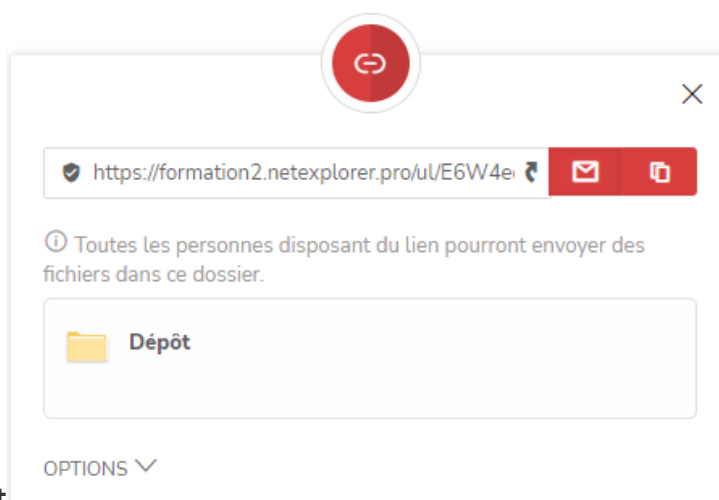 https://formation2.netexplorer.pro/ul/E6W4e
Toutes les personnes disposant du lien pourront envoyer des
fichiers dans ce dossier.
Dépôt
OPTIONS